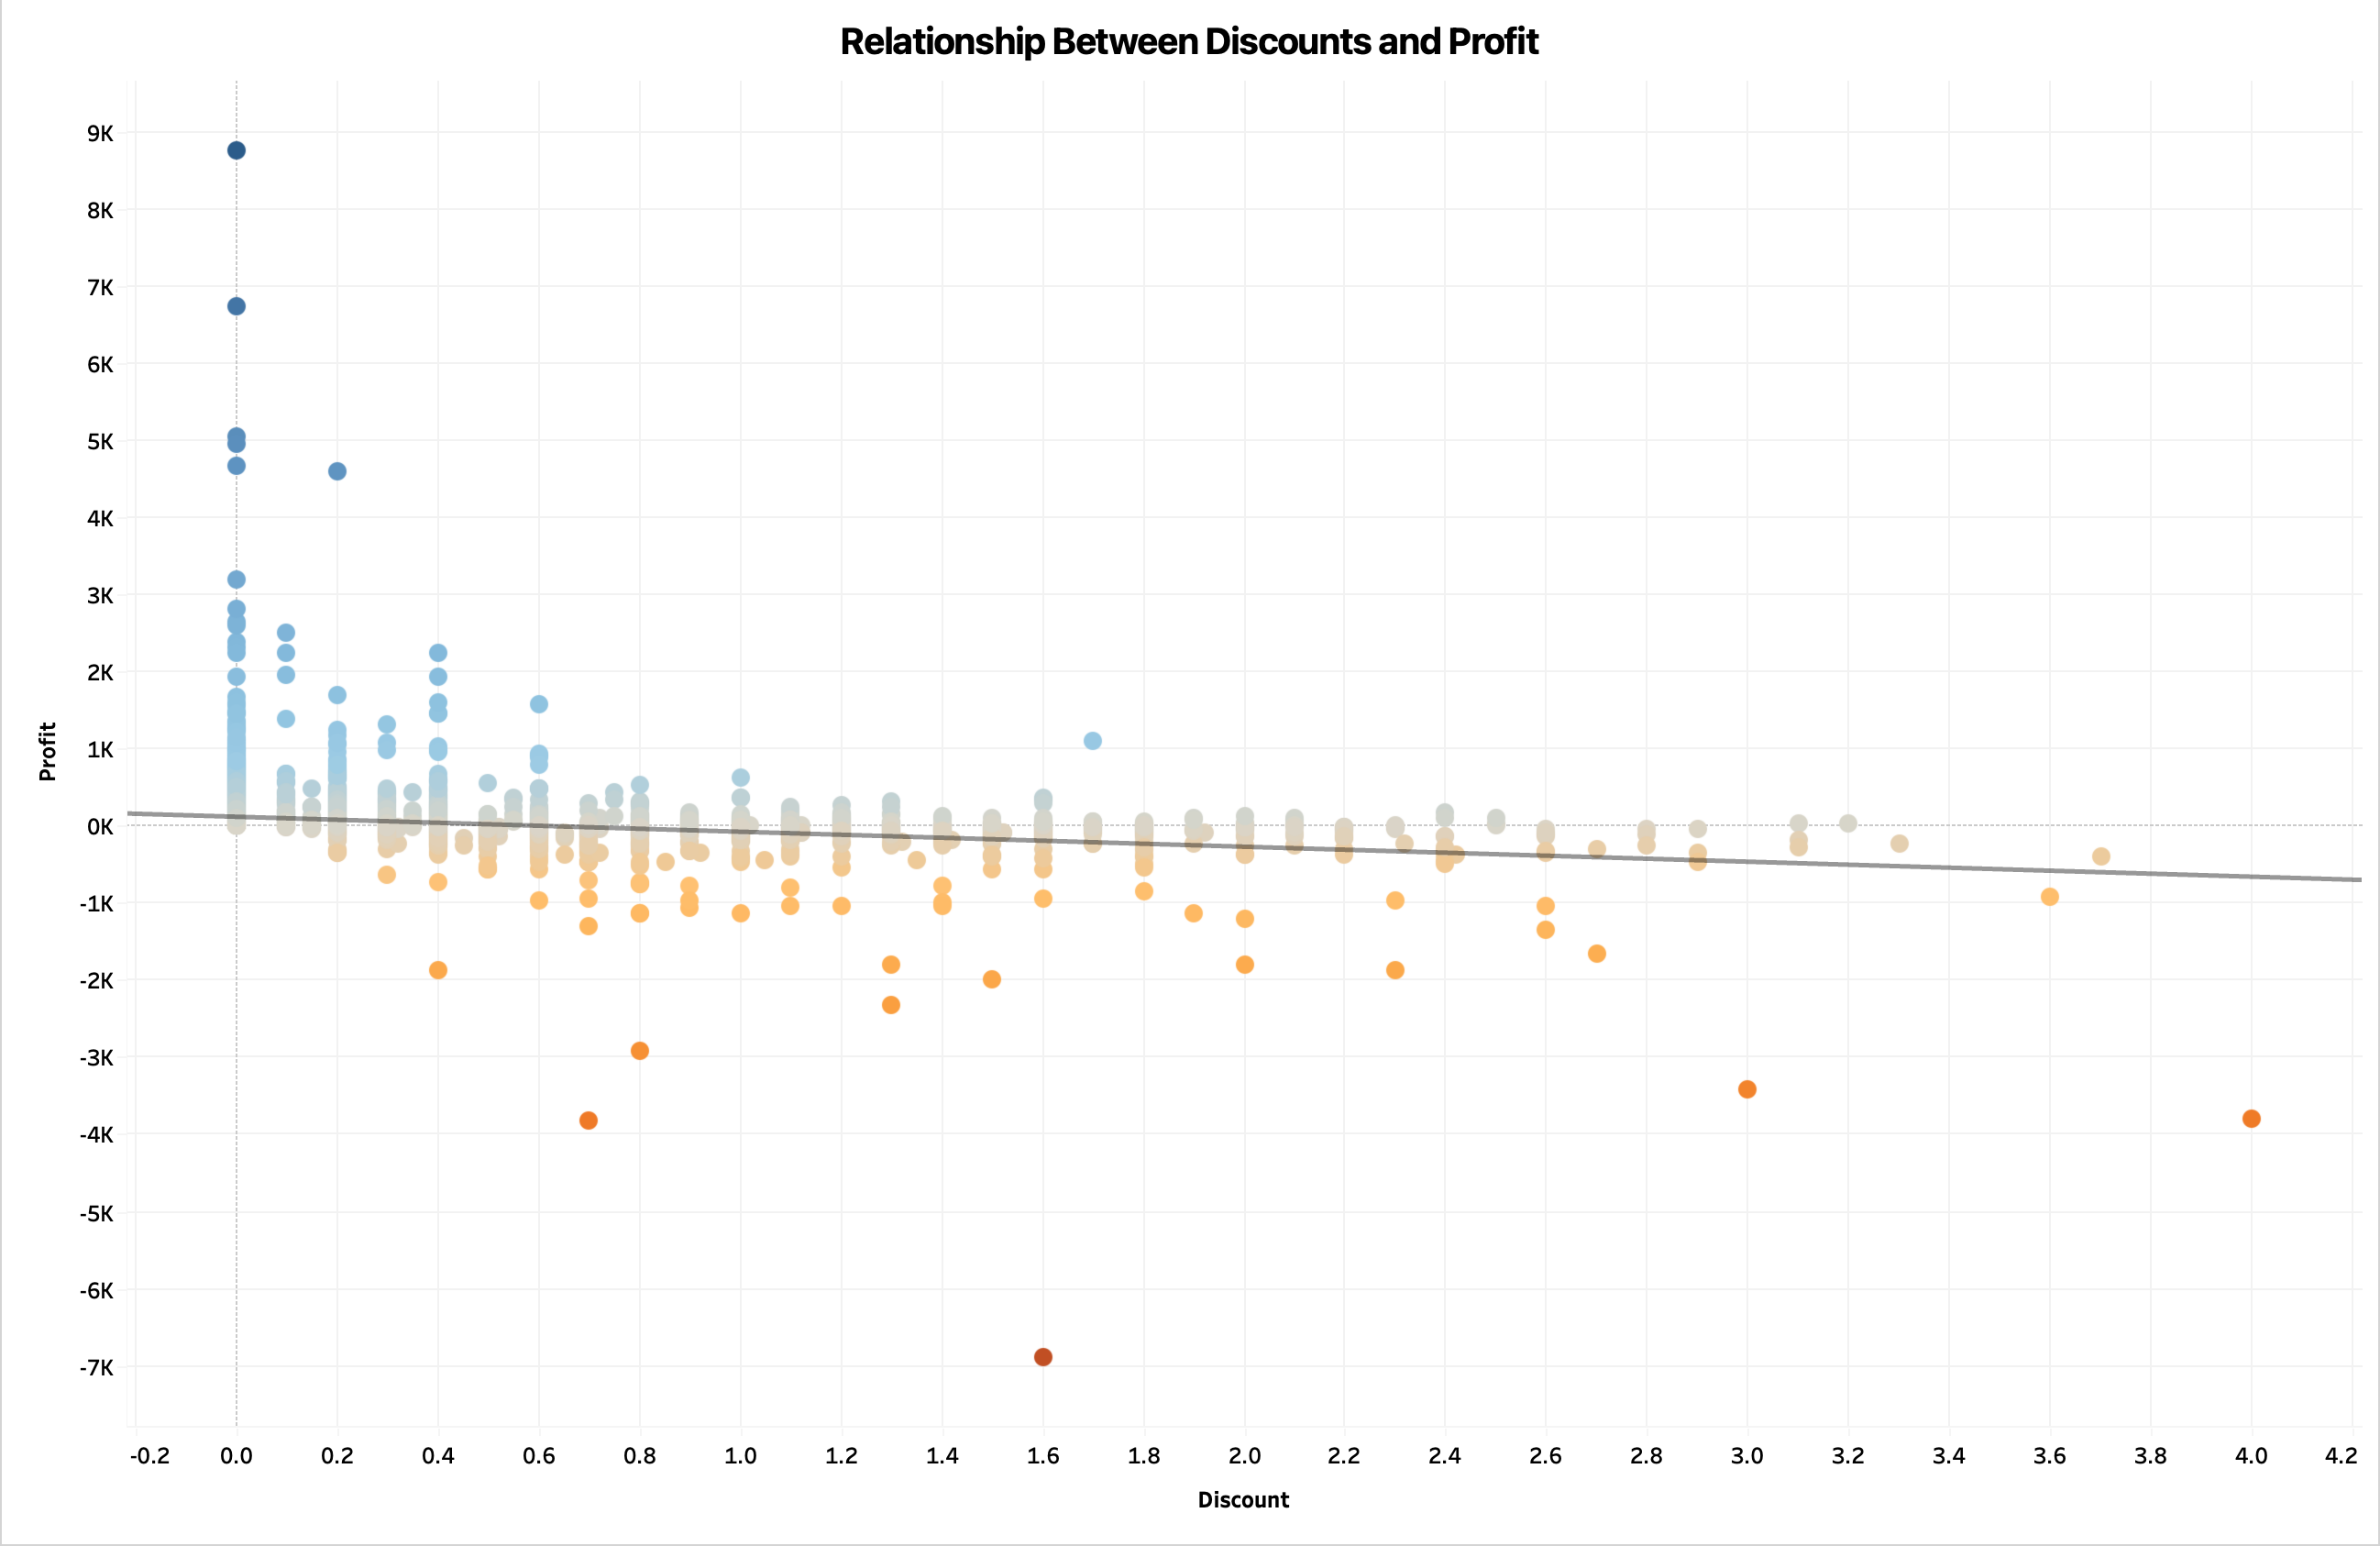 Relationship Between Discounts and Profit
9K
8K
7K
6K
5K
4K
3K
2K
1K
0K
-1K
-2K
-3K
-4K
-5K
-6K
-7K
Profit
-0.2 0.0 0.2 0.4 0.6 0.8 1.0 1.2 1.4 1.6 1.8 2.0 2.2 2.4 2.6 2.8 3.0 3.2 3.4 3.6 3.8 4.0 4.2
Discount